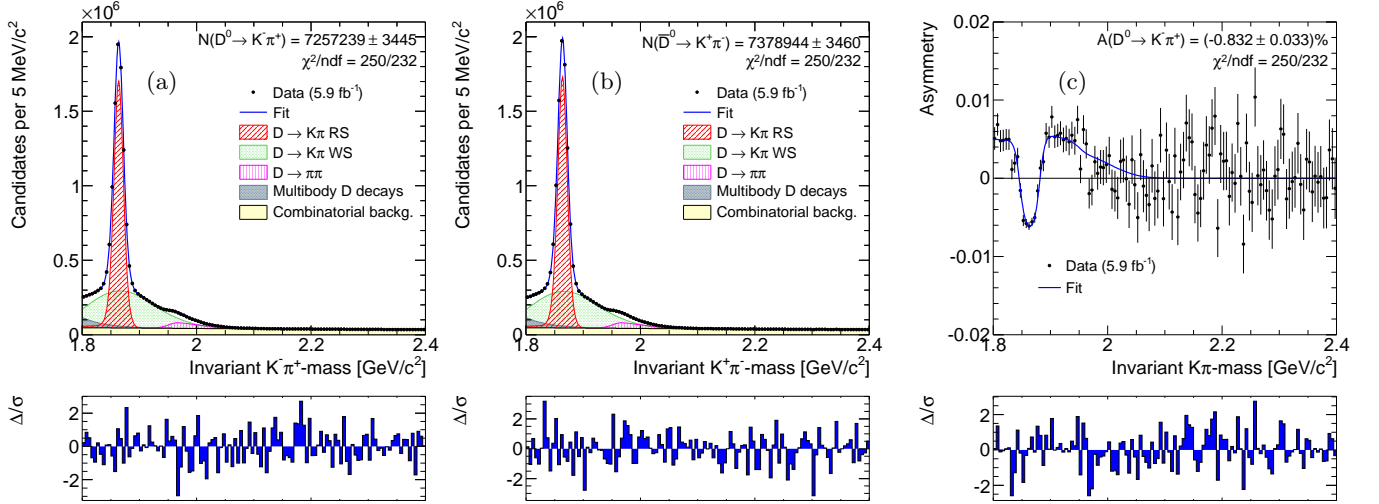 ×10⁶
Candidates per 5 MeV/c²
2
1.5
1
0.5
0
N(D⁰ → K⁻π⁺) = 7257239 ± 3445
χ²/ndf = 250/232
(a)
Data (5.9 fb⁻¹)
Fit
D → Kπ RS
D → Kπ WS
D → ππ
Multibody D decays
Combinatorial backg.
1.8 2 2.2 2.4
Invariant K⁻π⁺-mass [GeV/c²]
Δ/σ
2
0
-2
×10⁶
Candidates per 5 MeV/c²
2
1.5
1
0.5
0
N(D̅⁰ → K⁺π⁻) = 7378944 ± 3460
χ²/ndf = 250/232
(b)
Data (5.9 fb⁻¹)
Fit
D → Kπ RS
D → Kπ WS
D → ππ
Multibody D decays
Combinatorial backg.
1.8 2 2.2 2.4
Invariant K⁺π⁻-mass [GeV/c²]
Δ/σ
2
0
-2
Asymmetry
0.02
0.01
0
-0.01
-0.02
A(D⁰ → K⁻π⁺) = (-0.832 ± 0.033)%
χ²/ndf = 250/232
(c)
Data (5.9 fb⁻¹)
Fit
1.8 2 2.2 2.4
Invariant Kπ-mass [GeV/c²]
Δ/σ
2
0
-2